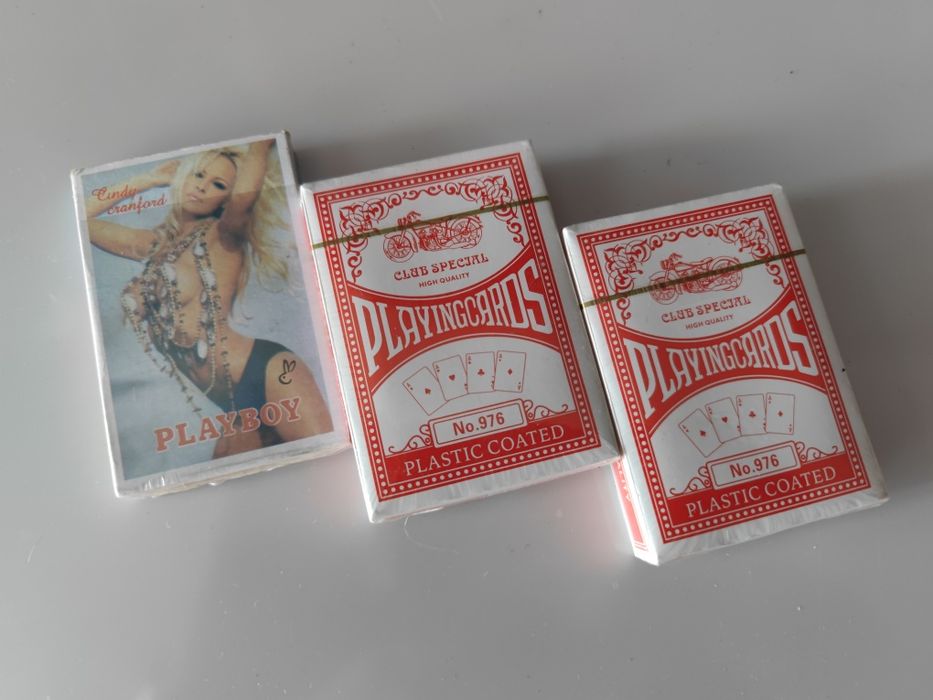 Cindy
cranford
PLAYBOY
CLUB SPECIAL
HIGH QUALITY
PLAYINGCARDS
No.976
PLASTIC COATED
CLUB SPECIAL
HIGH QUALITY
PLAYINGCARDS
No.976
PLASTIC COATED